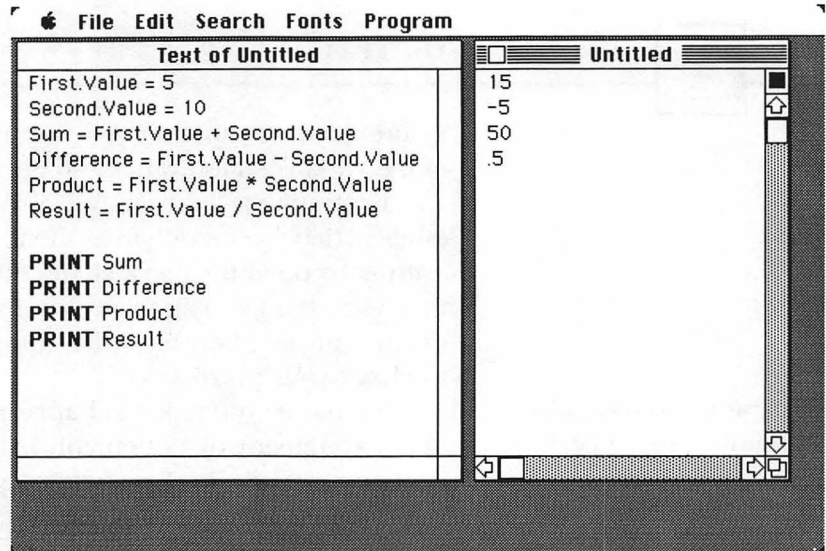 File Edit Search Fonts Program
Text of Untitled
First.Value = 5
Second.Value = 10
Sum = First.Value + Second.Value
Difference = First.Value - Second.Value
Product = First.Value * Second.Value
Result = First.Value / Second.Value
PRINT Sum
PRINT Difference
PRINT Product
PRINT Result
Untitled
15
-5
50
.5